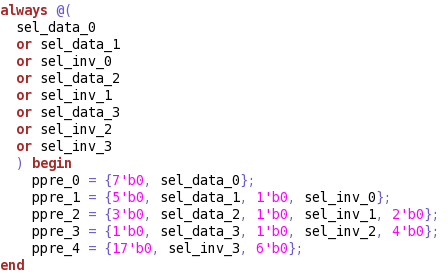 always @(
  sel_data_0
  or sel_data_1
  or sel_inv_0
  or sel_data_2
  or sel_inv_1
  or sel_data_3
  or sel_inv_2
  or sel_inv_3
  ) begin
    ppre_0 = {7'b0, sel_data_0};
    ppre_1 = {5'b0, sel_data_1, 1'b0, sel_inv_0};
    ppre_2 = {3'b0, sel_data_2, 1'b0, sel_inv_1, 2'b0};
    ppre_3 = {1'b0, sel_data_3, 1'b0, sel_inv_2, 4'b0};
    ppre_4 = {17'b0, sel_inv_3, 6'b0};
end